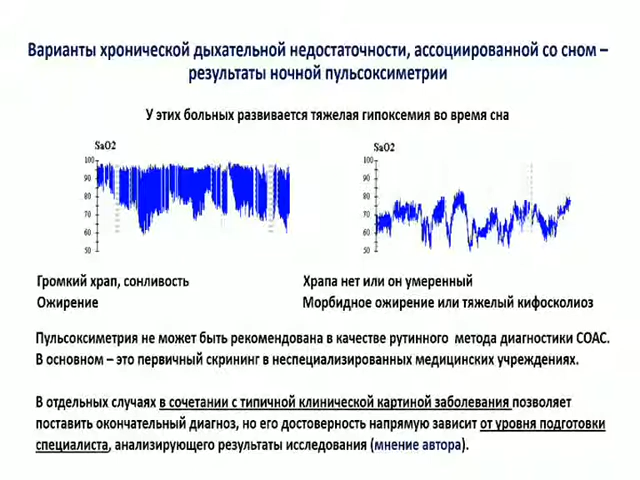 Варианты хронической дыхательной недостаточности, ассоциированной со сном –
результаты ночной пульсоксиметрии
У этих больных развивается тяжелая гипоксемия во время сна
SaO2
100
90
80
70
60
50
SaO2
100
90
80
70
60
50
Громкий храп, сонливость
Ожирение
Храпа нет или он умеренный
Морбидное ожирение или тяжелый кифосколиоз
Пульсоксиметрия не может быть рекомендована в качестве рутинного метода диагностики СОАС.
В основном – это первичный скрининг в неспециализированных медицинских учреждениях.
В отдельных случаях в сочетании с типичной клинической картиной заболевания позволяет
поставить окончательный диагноз, но его достоверность напрямую зависит от уровня подготовки
специалиста, анализирующего результаты исследования (мнение автора).